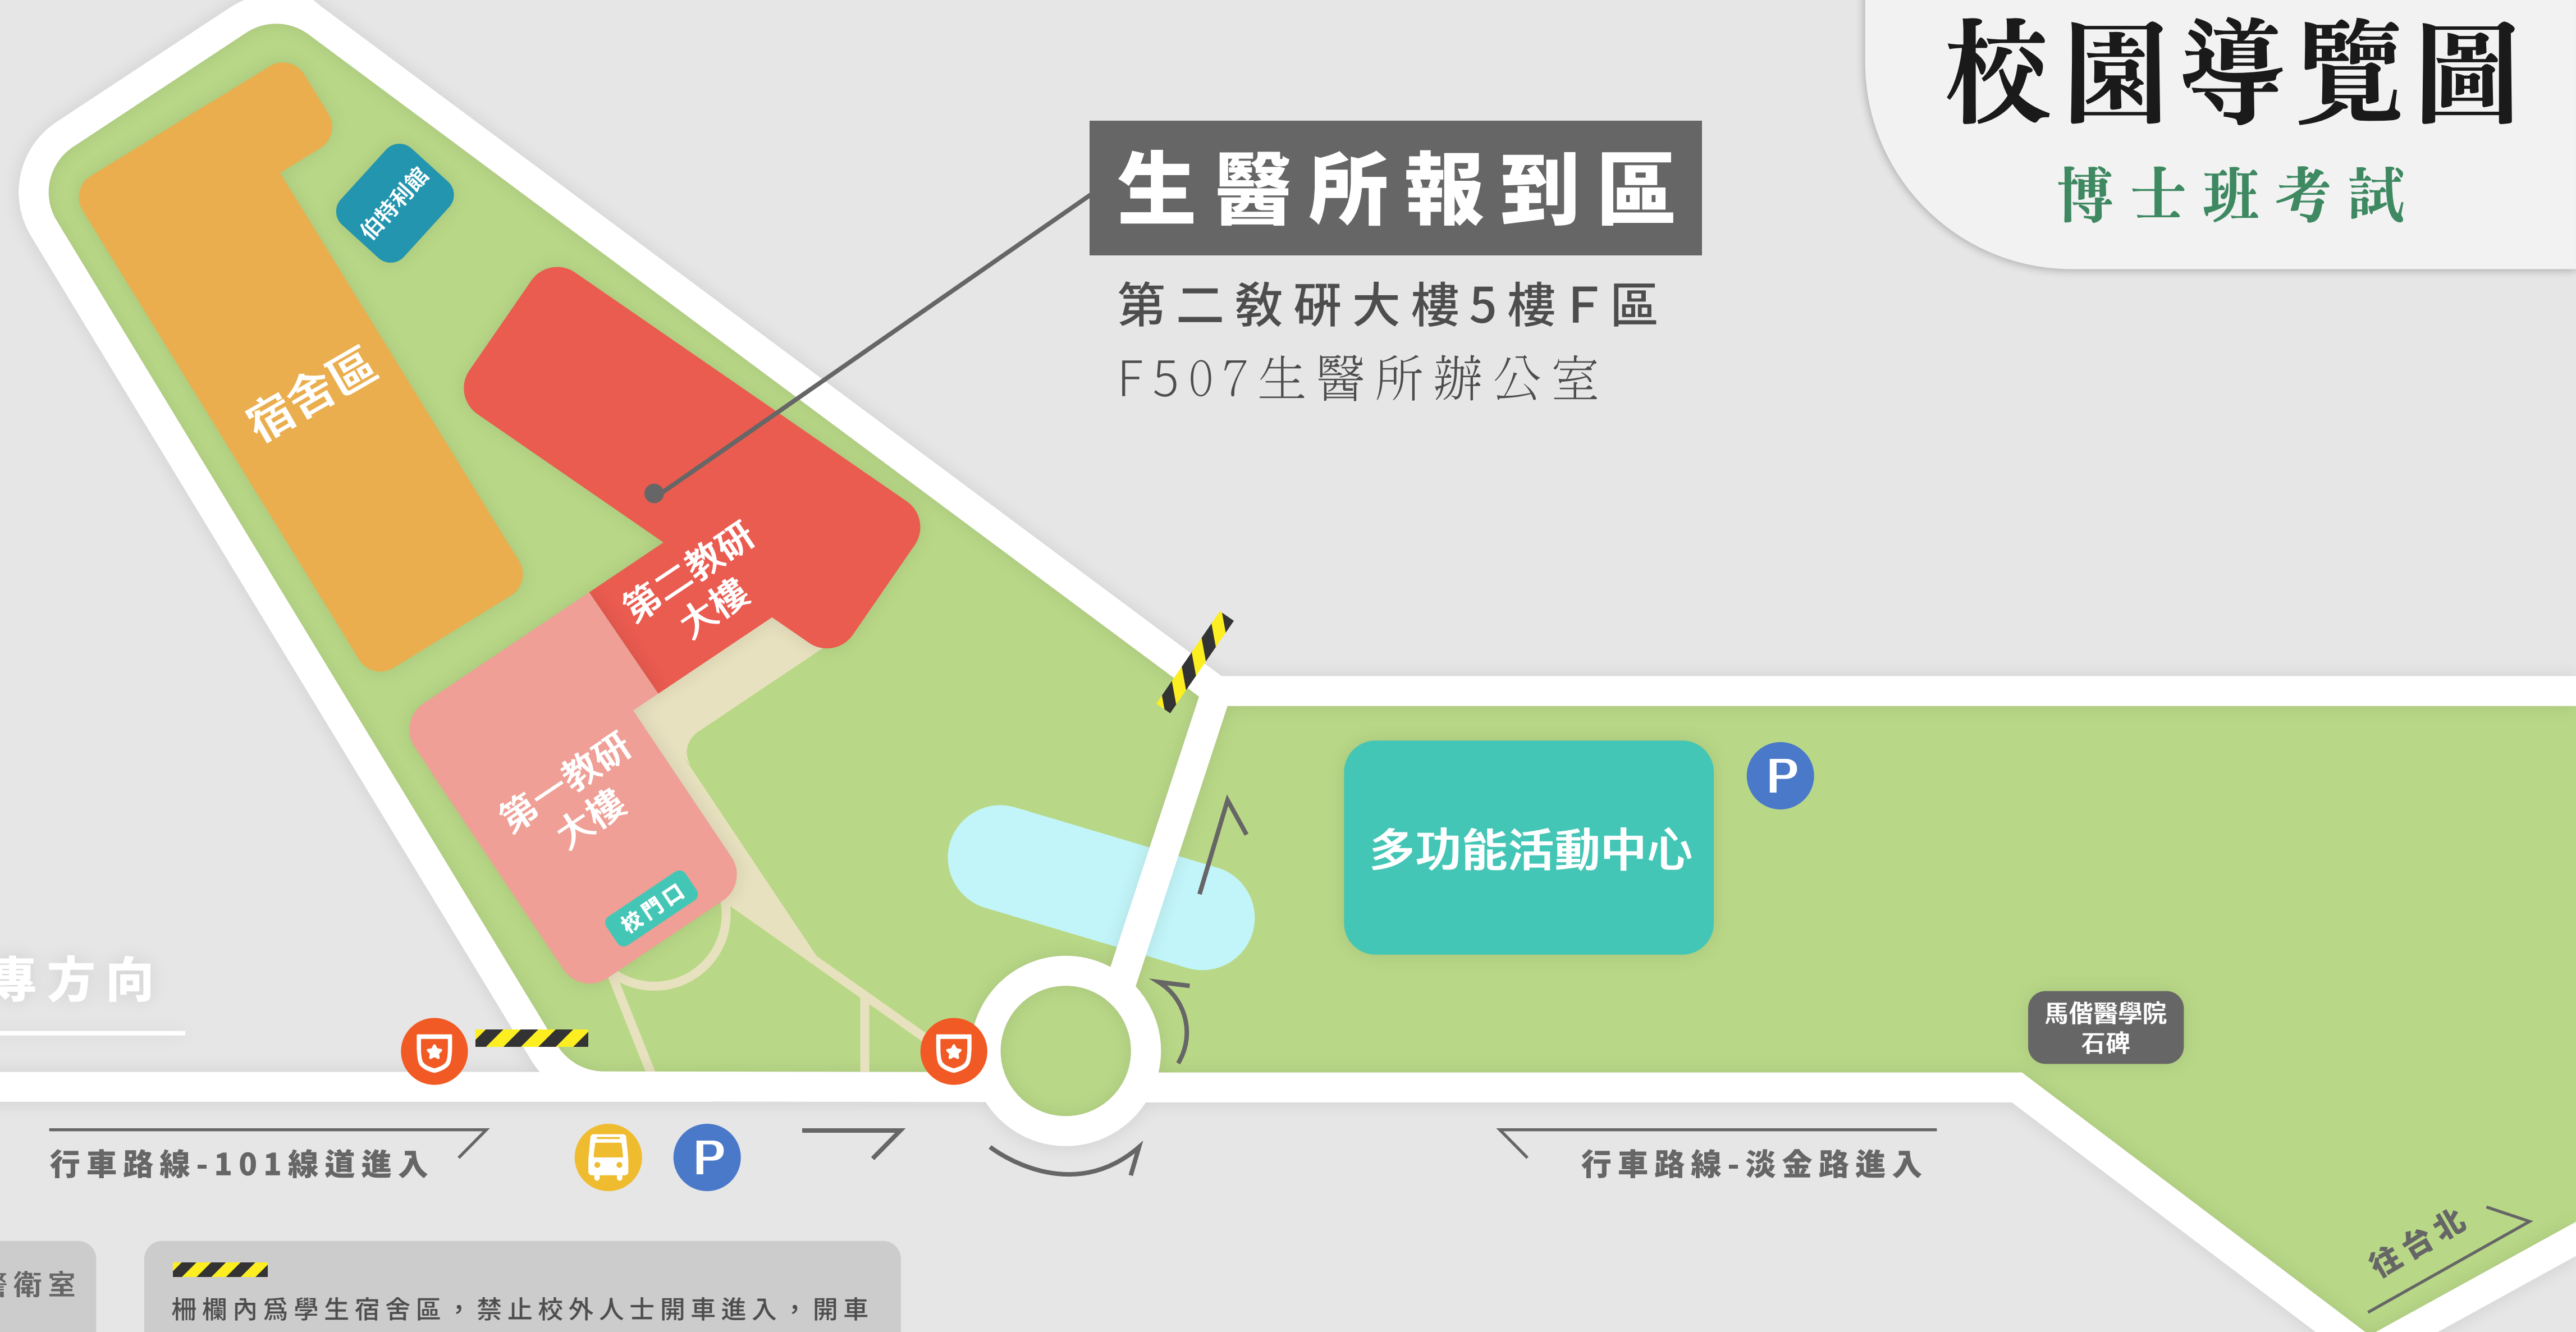 校園導覽圖
博士班考試
生醫所報到區
第二教研大樓5樓F區
F507生醫所辦公室
伯特利館
宿舍區
第二教研
大樓
第一教研
大樓
校門口
多功能活動中心
P
馬偕醫學院
石碑
專方向
行車路線-101線道進入
P
行車路線-淡金路進入
往台北
衛室
柵欄內為學生宿舍區，禁止校外人士開車進入，開車